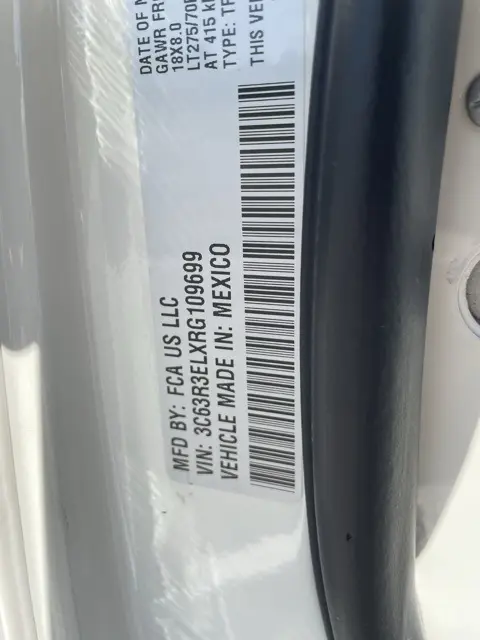 DATE OF
GAWR FR
18X8.0
LT275/70
AT 415 k
TYPE: TR
THIS VE
MFD BY: FCA US LLC
VIN: 3C63R3ELXRG109699
VEHICLE MADE IN: MEXICO